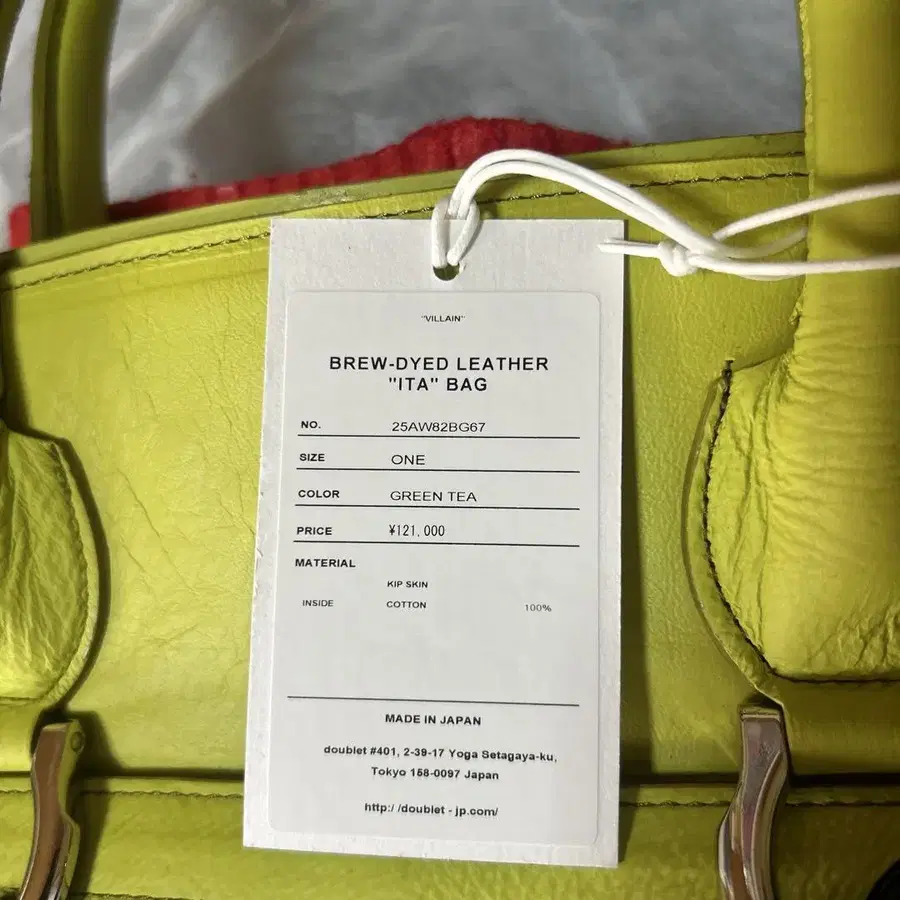 "VILLAIN"
BREW-DYED LEATHER
"ITA" BAG
NO. 25AW82BG67
SIZE ONE
COLOR GREEN TEA
PRICE ¥121,000
MATERIAL
KIP SKIN
INSIDE COTTON 100%
MADE IN JAPAN
doublet #401, 2-39-17 Yoga Setagaya-ku,
Tokyo 158-0097 Japan
http://doublet-jp.com/